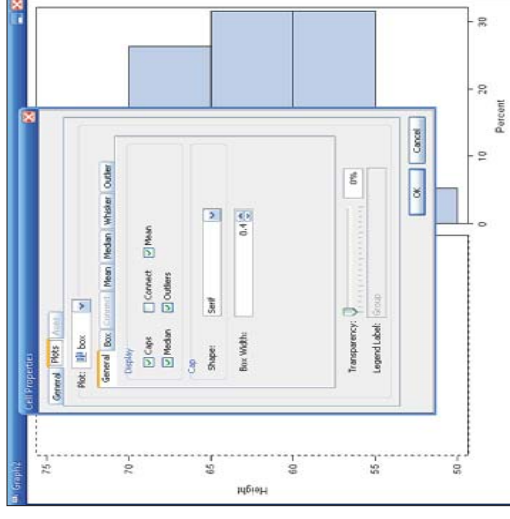 Graph2
Cell Properties
General Plots Axes
Plot: box
General Box Connect Mean Median Whisker Outlier
Display
Caps Connect Mean
Median Outliers
Cap
Shape: Serif
Box Width: 0.4
Transparency: 0%
Legend Label: Group
OK Cancel
75
70
65
60
55
50
Height
0
10
20
30
Percent